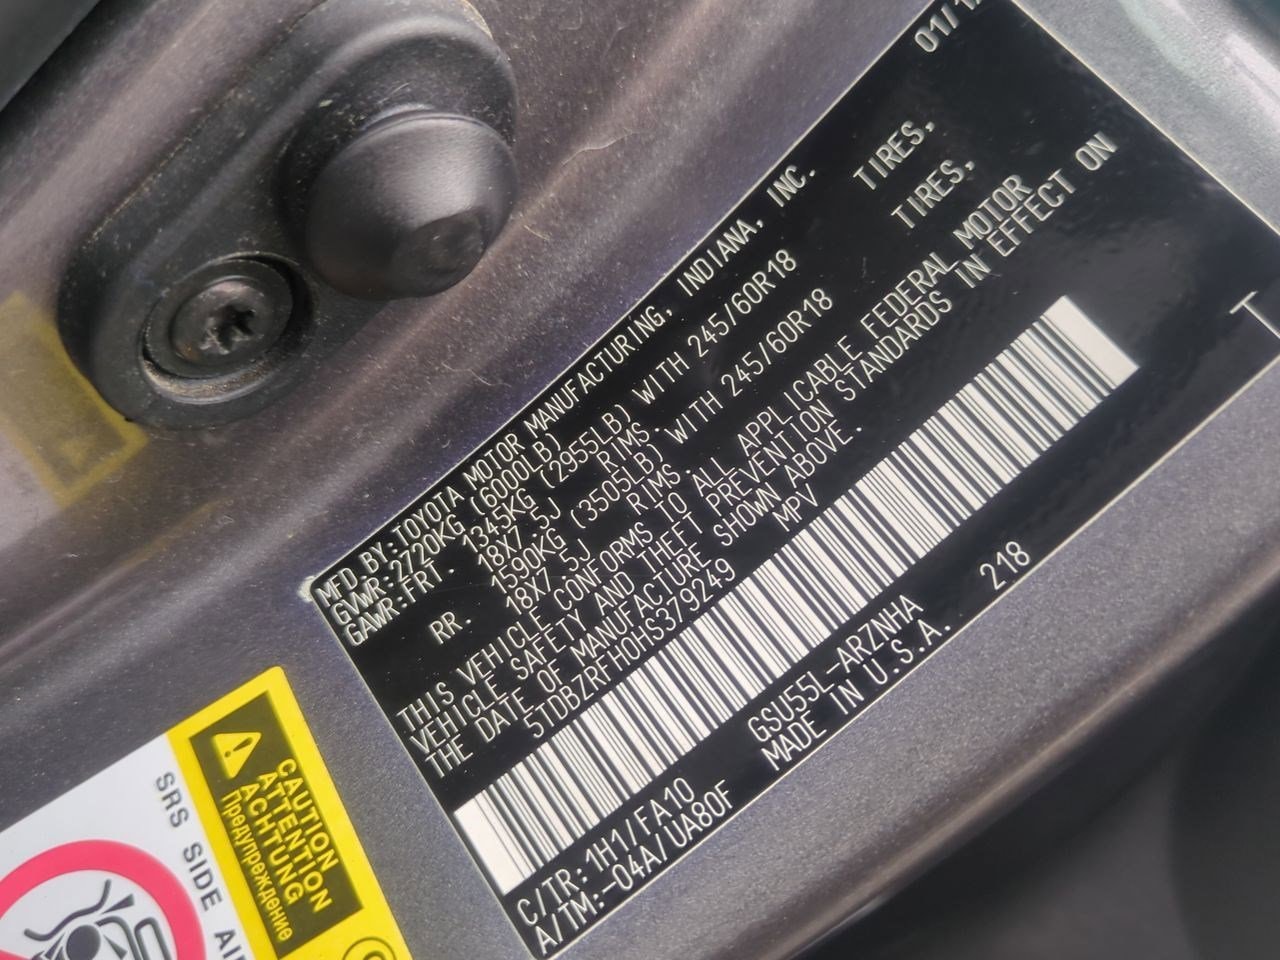 01/1
MFD.BY:TOYOTA MOTOR MANUFACTURING, INDIANA, INC.
GVWR:2720KG (6000LB)
GAWR:FRT. 1345KG (2955LB) WITH 245/60R18 TIRES,
18X7.5J RIMS.
RR. 1590KG (3505LB) WITH 245/60R18 TIRES,
18X7.5J RIMS.
THIS VEHICLE CONFORMS TO ALL APPLICABLE FEDERAL MOTOR
VEHICLE SAFETY AND THEFT PREVENTION STANDARDS IN EFFECT ON
THE DATE OF MANUFACTURE SHOWN ABOVE.
5TDBZRFH0HS379249 MPV
T
C/TR: 1H1/FA10 GSU55L-ARZNHA
A/TM:-04A/UA80F MADE IN U.S.A. 218
CAUTION
ATTENTION
ACHTUNG
Предупреждение
SRS SIDE AI